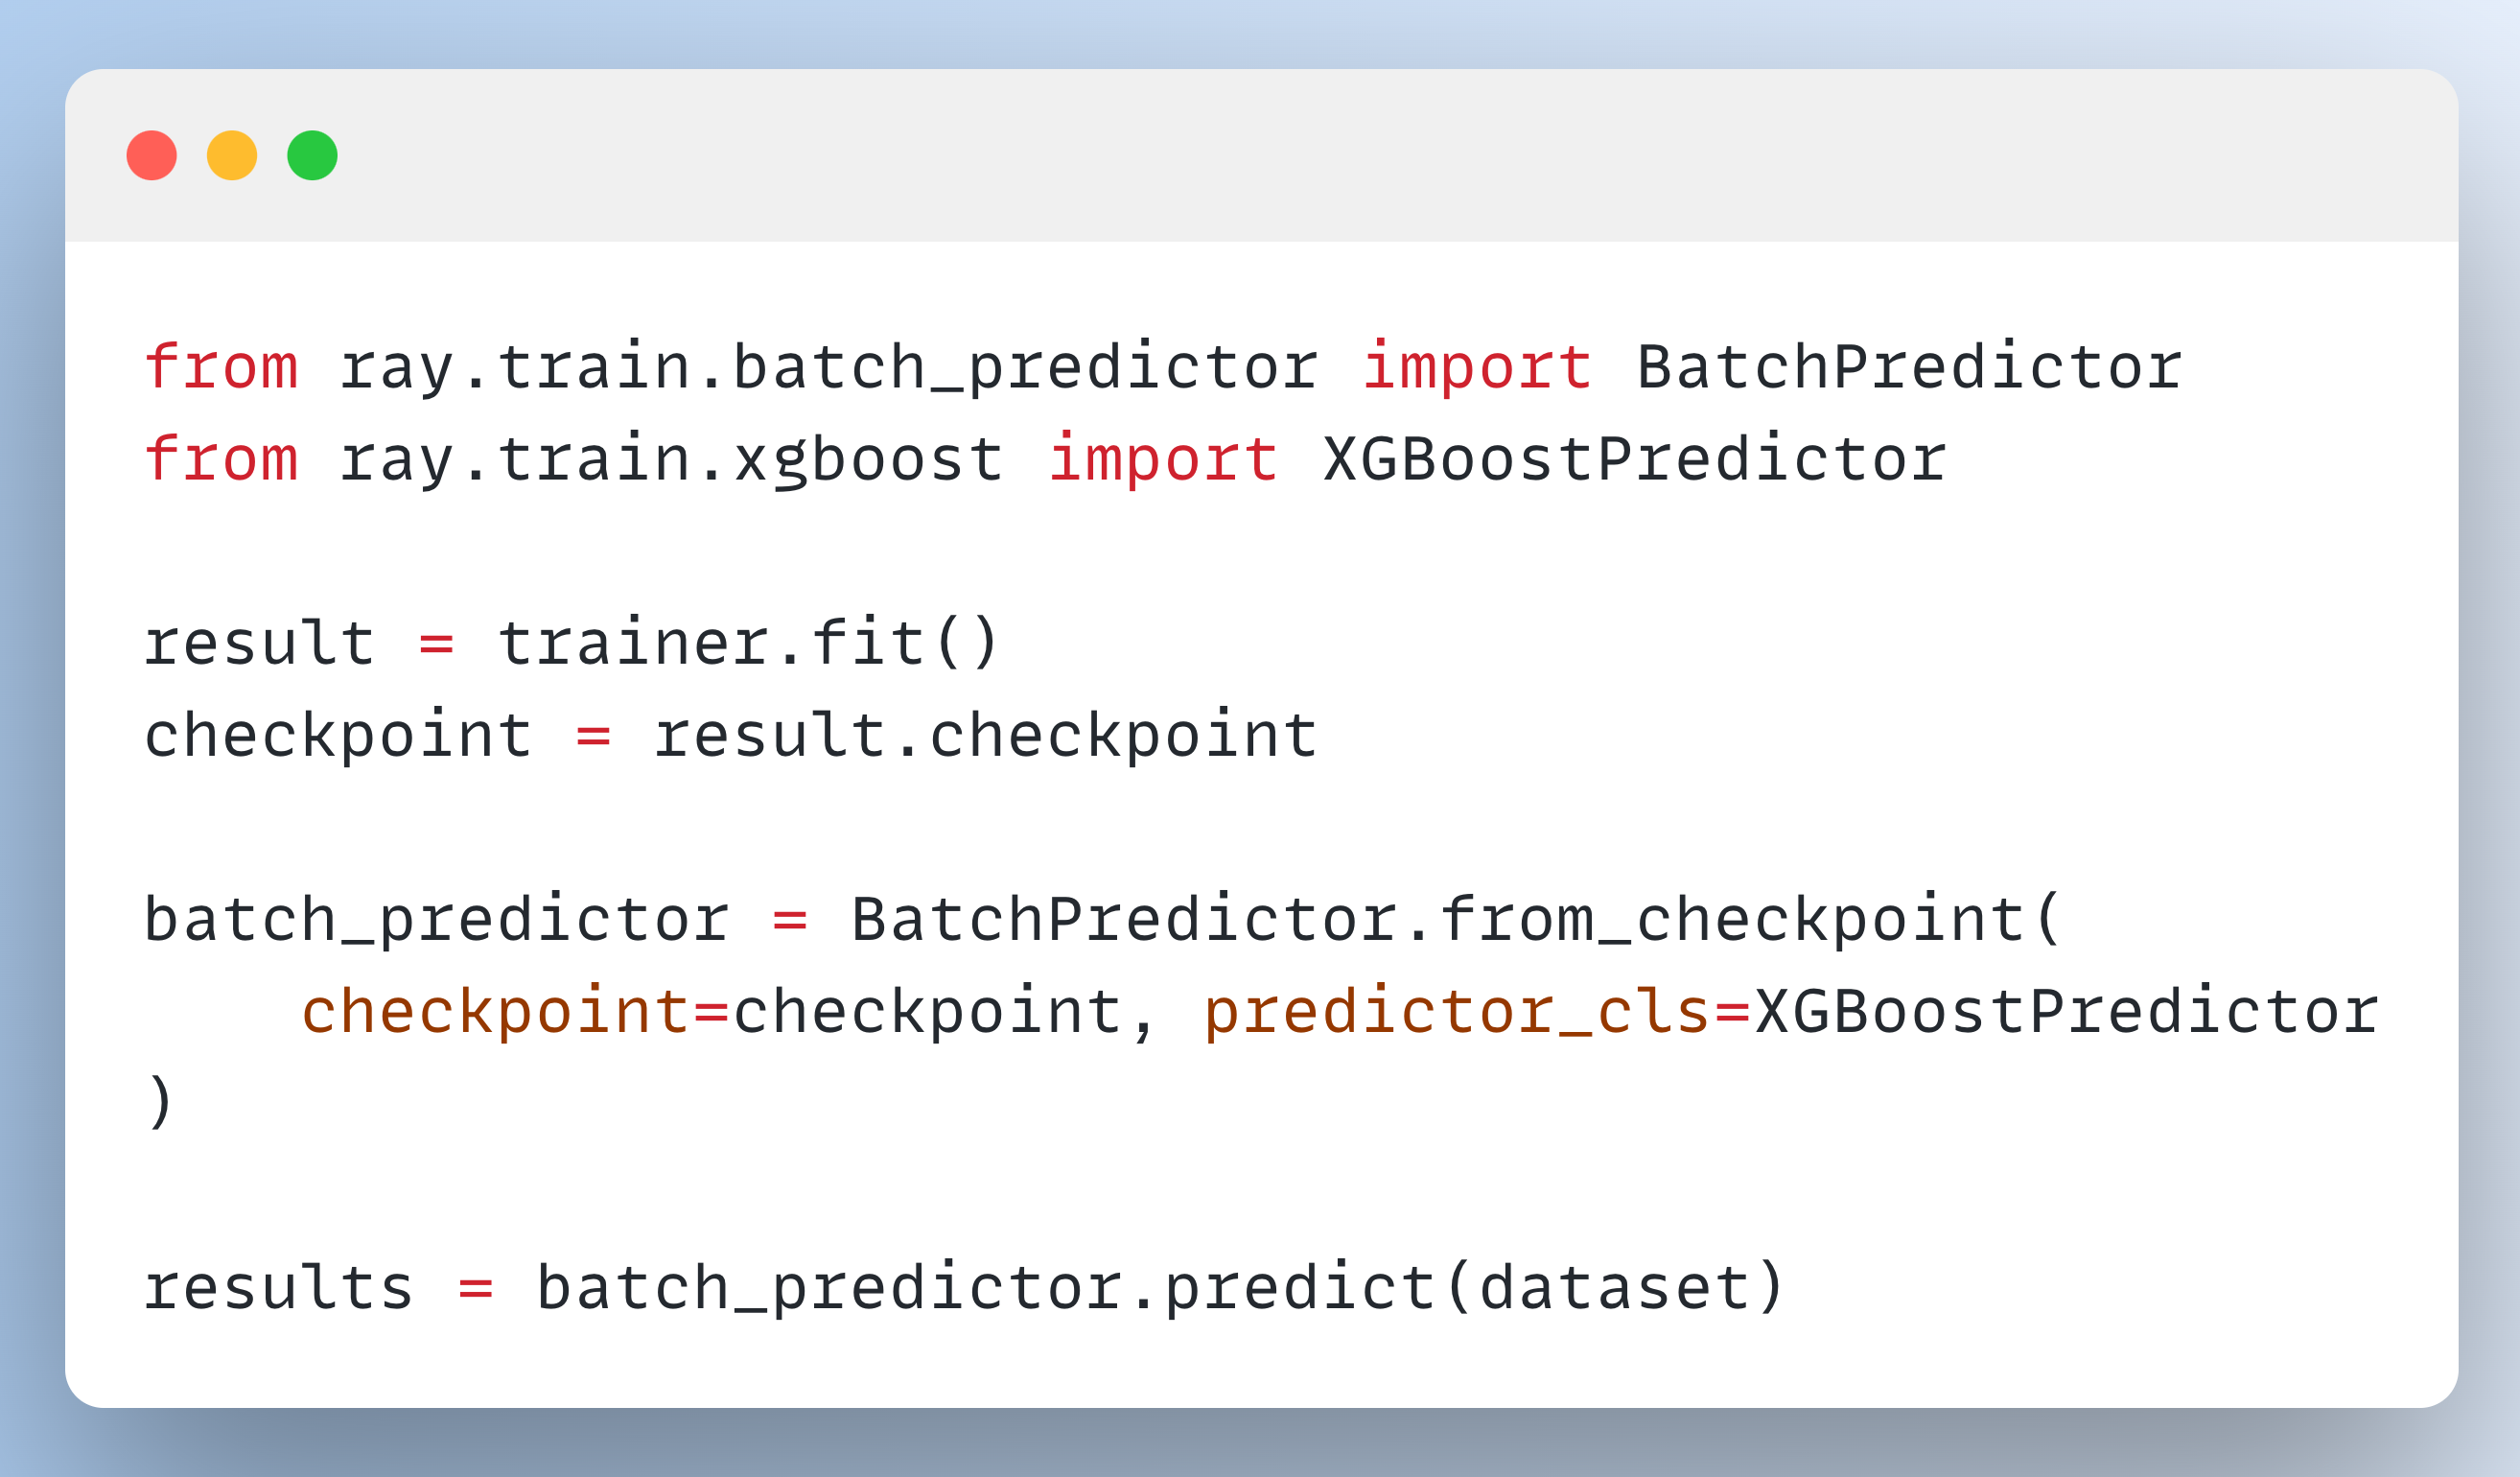 from ray.train.batch_predictor import BatchPredictor
from ray.train.xgboost import XGBoostPredictor

result = trainer.fit()
checkpoint = result.checkpoint

batch_predictor = BatchPredictor.from_checkpoint(
    checkpoint=checkpoint, predictor_cls=XGBoostPredictor
)

results = batch_predictor.predict(dataset)